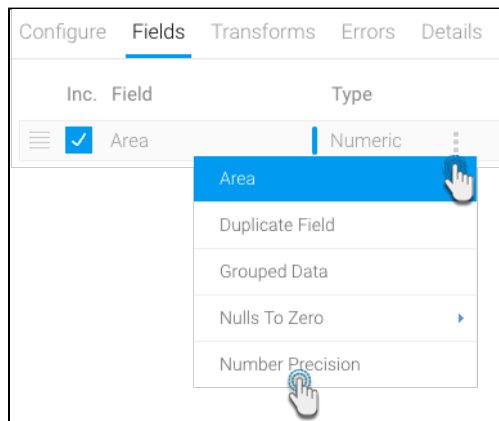 Configure Fields Transforms Errors Details
Inc. Field Type
Area Numeric
Area
Duplicate Field
Grouped Data
Nulls To Zero
Number Precision